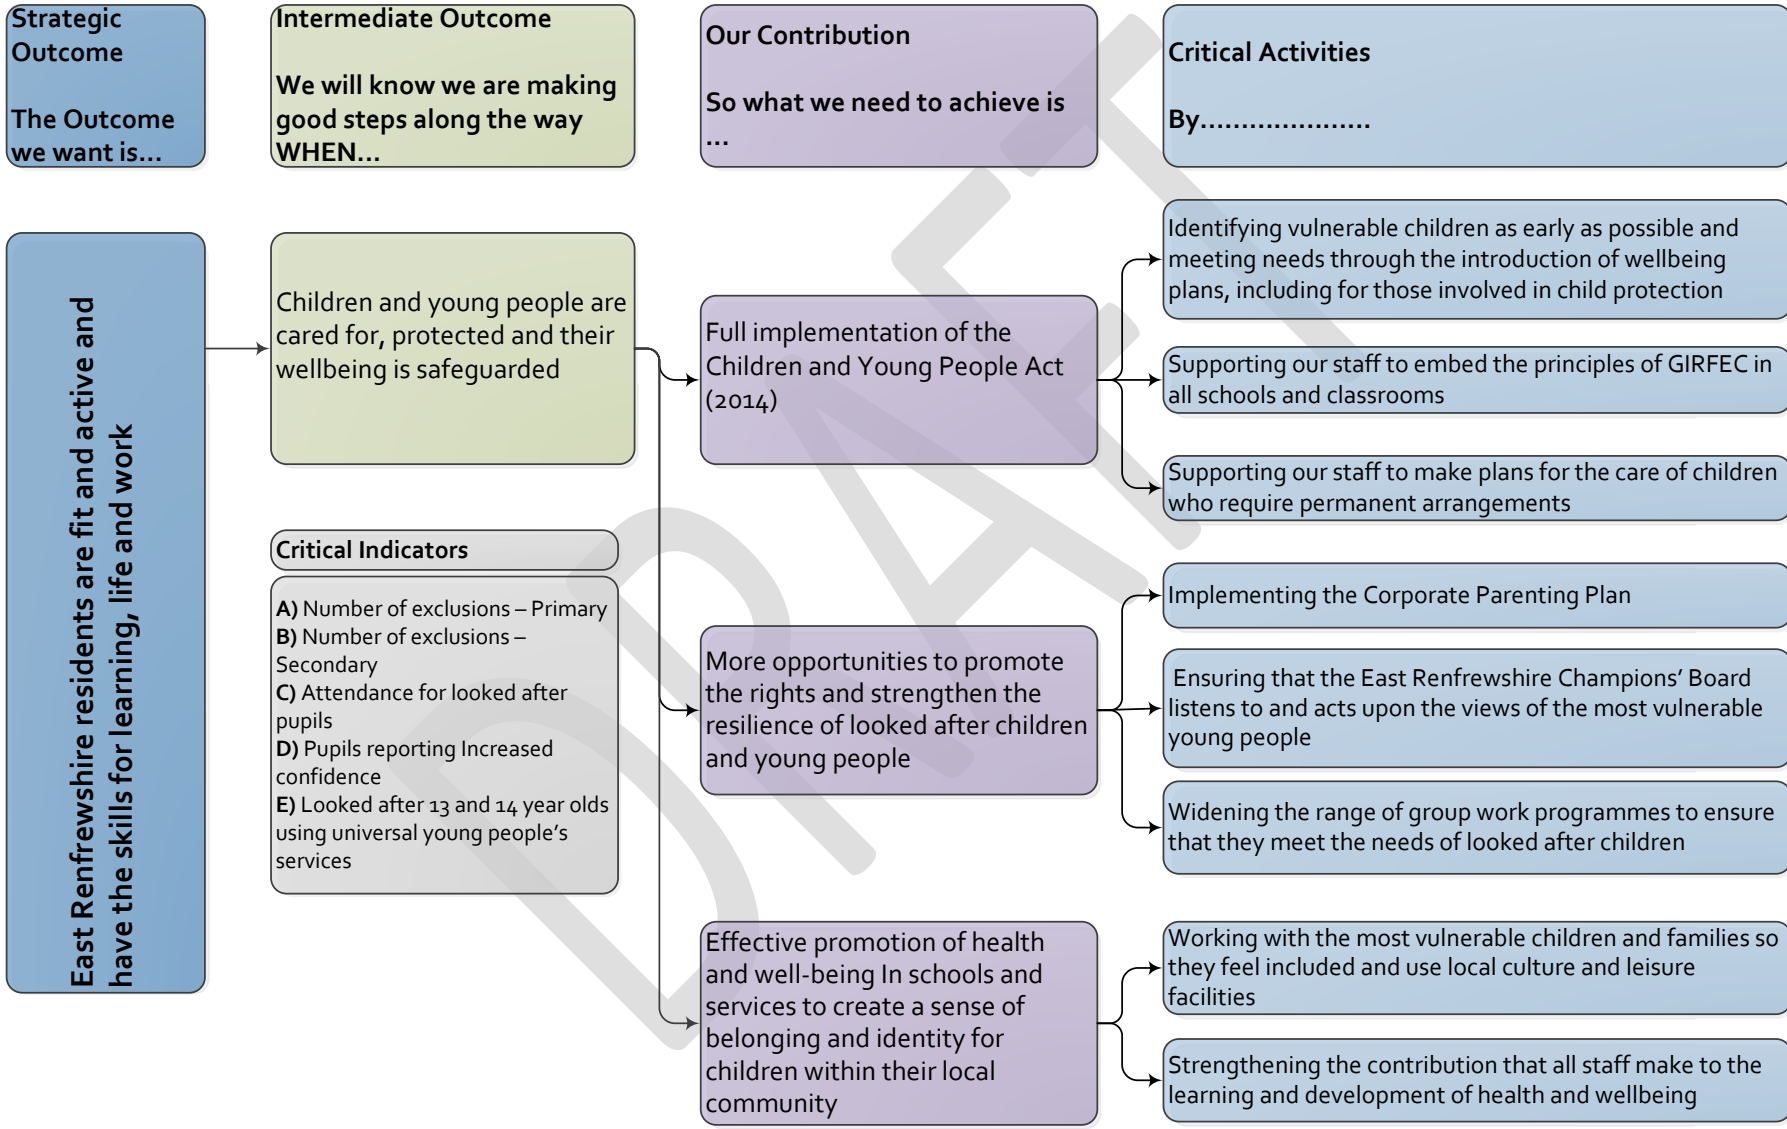 Strategic
Outcome
The Outcome
we want is...
Intermediate Outcome
We will know we are making
good steps along the way
WHEN...
Our Contribution
So what we need to achieve is
...
Critical Activities
By.....................
East Renfrewshire residents are fit and active and
have the skills for learning, life and work
Children and young people are
cared for, protected and their
wellbeing is safeguarded
Critical Indicators
A) Number of exclusions – Primary
B) Number of exclusions –
Secondary
C) Attendance for looked after
pupils
D) Pupils reporting Increased
confidence
E) Looked after 13 and 14 year olds
using universal young people's
services
Full implementation of the
Children and Young People Act
(2014)
Identifying vulnerable children as early as possible and
meeting needs through the introduction of wellbeing
plans, including for those involved in child protection
Supporting our staff to embed the principles of GIRFEC in
all schools and classrooms
Supporting our staff to make plans for the care of children
who require permanent arrangements
More opportunities to promote
the rights and strengthen the
resilience of looked after children
and young people
Implementing the Corporate Parenting Plan
Ensuring that the East Renfrewshire Champions' Board
listens to and acts upon the views of the most vulnerable
young people
Widening the range of group work programmes to ensure
that they meet the needs of looked after children
Effective promotion of health
and well-being In schools and
services to create a sense of
belonging and identity for
children within their local
community
Working with the most vulnerable children and families so
they feel included and use local culture and leisure
facilities
Strengthening the contribution that all staff make to the
learning and development of health and wellbeing
DRAFT